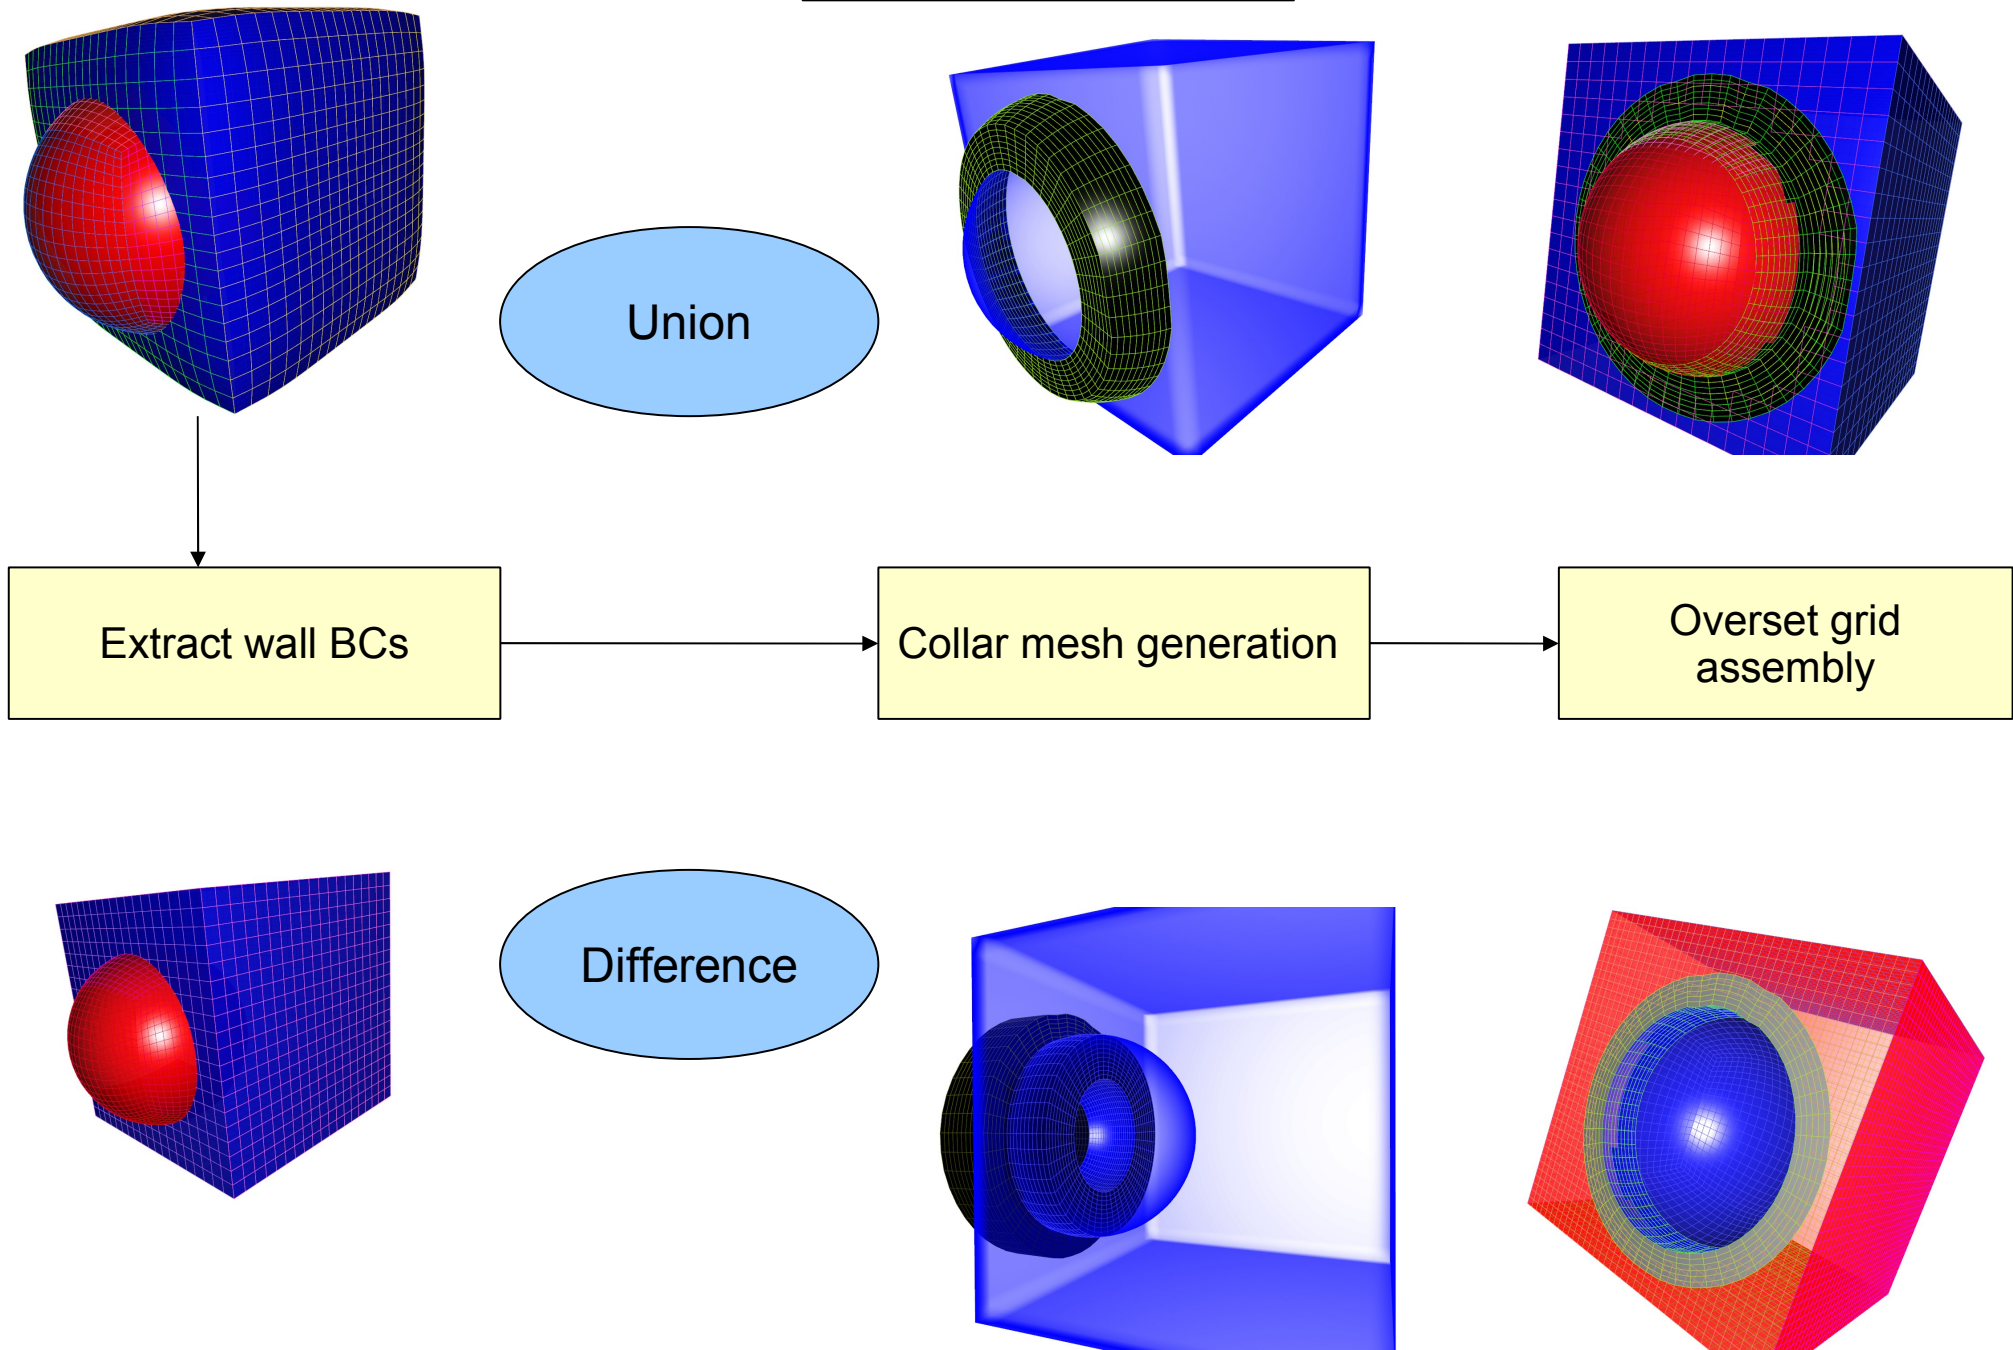 Union
Extract wall BCs
Collar mesh generation
Overset grid
assembly
Difference